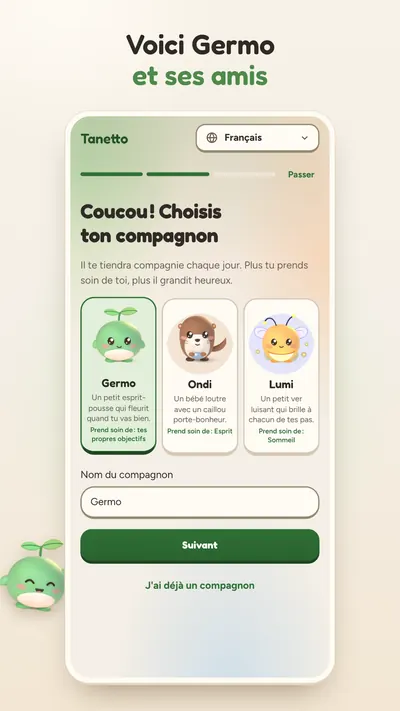 Voici Germo
et ses amis
Tanetto
Français
Passer
Coucou ! Choisis
ton compagnon
Il te tiendra compagnie chaque jour. Plus tu prends
soin de toi, plus il grandit heureux.
Germo
Un petit esprit-
pousse qui fleurit
quand tu vas bien.
Prend soin de : tes
propres objectifs
Ondi
Un bébé loutre
avec un caillou
porte-bonheur.
Prend soin de : Esprit
Lumi
Un petit ver
luisant qui brille à
chacun de tes pas.
Prend soin de :
Sommeil
Nom du compagnon
Germo
Suivant
J'ai déjà un compagnon